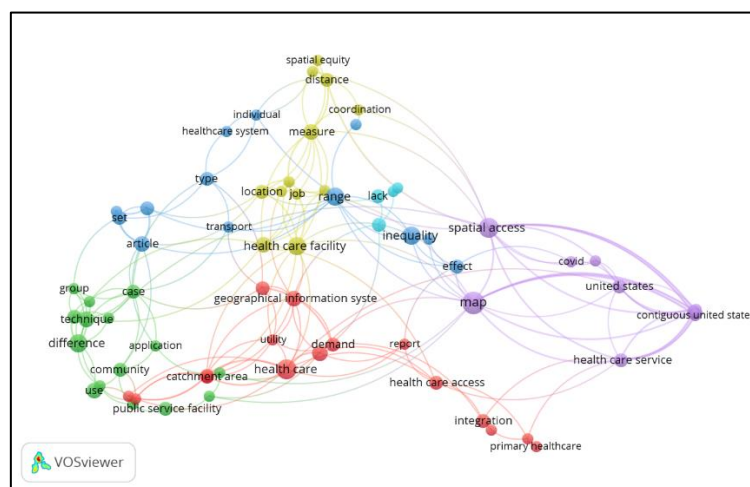 spatial equity
distance
coordination
individual
healthcare system
measure
type
location
job
range
lack
set
transport
inequality
spatial access
article
health care facility
effect
covid
group
case
geographical information syste
map
united states
contiguous united state
technique
difference
application
utility
demand
report
health care service
community
catchment area
health care
health care access
use
public service facility
integration
primary healthcare
VOSviewer